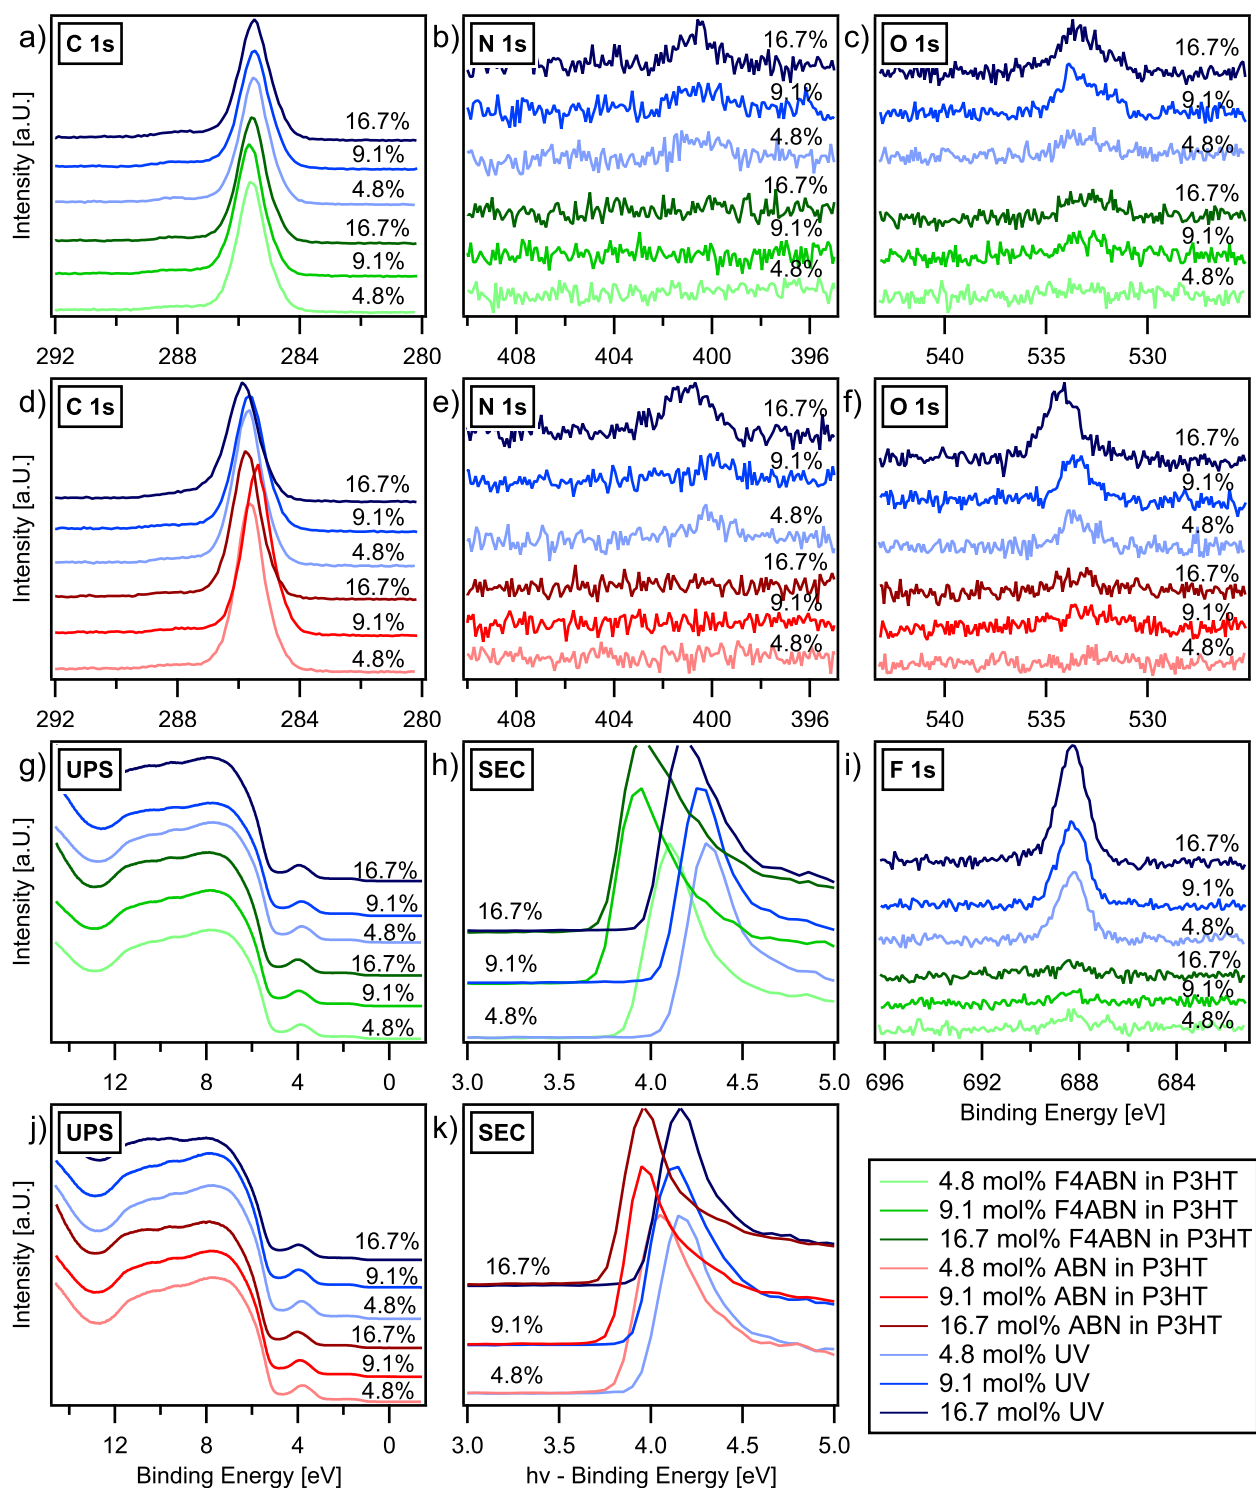 a)
C 1s
b)
N 1s
c)
O 1s
Intensity [a.U.]
16.7%
9.1%
4.8%
16.7%
9.1%
4.8%
16.7%
9.1%
4.8%
16.7%
9.1%
4.8%
16.7%
9.1%
4.8%
16.7%
9.1%
4.8%
292 288 284 280
408 404 400 396
540 534 530
d)
C 1s
e)
N 1s
f)
O 1s
Intensity [a.U.]
16.7%
9.1%
4.8%
16.7%
9.1%
4.8%
16.7%
9.1%
4.8%
16.7%
9.1%
4.8%
16.7%
9.1%
4.8%
16.7%
9.1%
4.8%
292 288 284 280
408 404 400 396
540 534 530
g)
UPS
h)
SEC
i)
F 1s
Intensity [a.U.]
16.7%
9.1%
4.8%
16.7%
9.1%
4.8%
16.7%
9.1%
4.8%
16.7%
9.1%
4.8%
16.7%
9.1%
4.8%
12 8 4 0
3.0 3.5 4.0 4.5 5.0
696 692 688 684
Binding Energy [eV]
j)
UPS
k)
SEC
Intensity [a.U.]
16.7%
9.1%
4.8%
16.7%
9.1%
4.8%
16.7%
9.1%
4.8%
12 8 4 0
3.0 3.5 4.0 4.5 5.0
Binding Energy [eV]
hv - Binding Energy [eV]
4.8 mol% F4ABN in P3HT
9.1 mol% F4ABN in P3HT
16.7 mol% F4ABN in P3HT
4.8 mol% ABN in P3HT
9.1 mol% ABN in P3HT
16.7 mol% ABN in P3HT
4.8 mol% UV
9.1 mol% UV
16.7 mol% UV